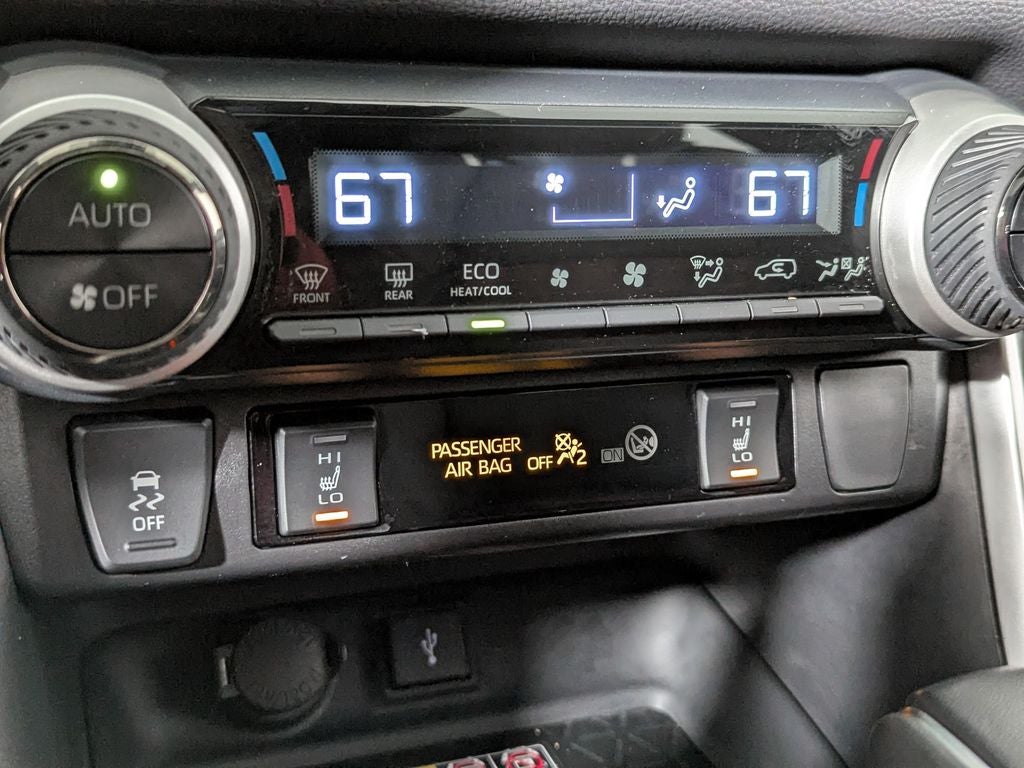 67
67
AUTO
OFF
FRONT
REAR
ECO
HEAT/COOL
HI
LO
PASSENGER
AIR BAG OFF 2 ON
HI
LO
OFF